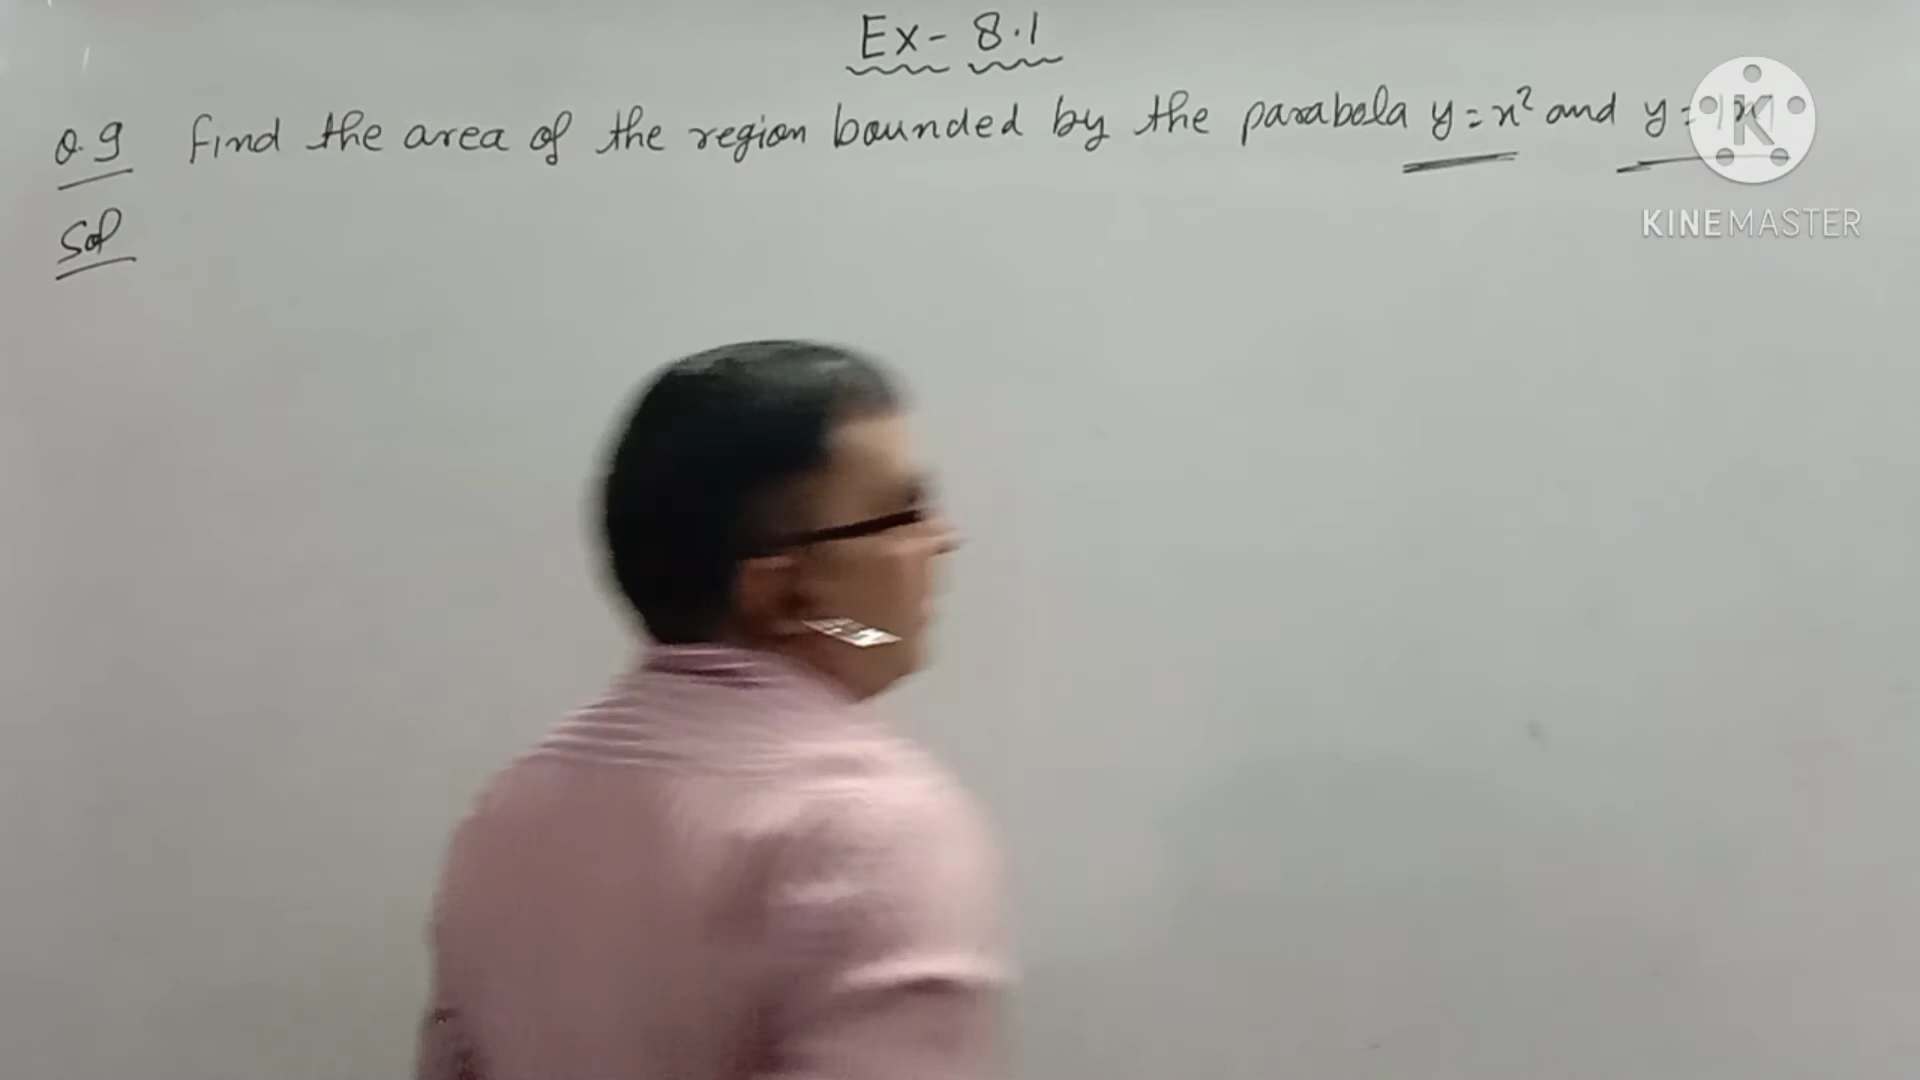 Ex- 8.1
Q.9 Find the area of the region bounded by the parabola y=x² and y=|x|
Sol
K
KINEMASTER